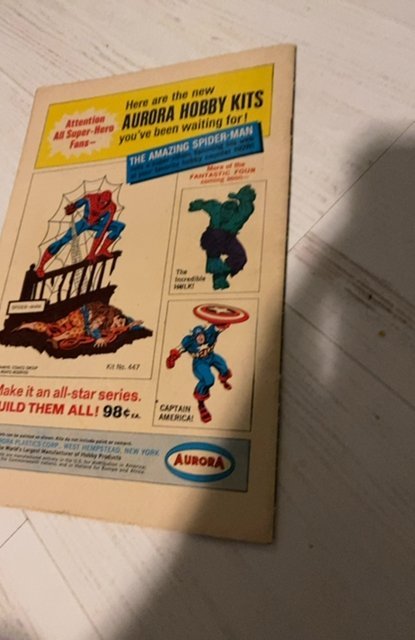 Attention
All Super-Hero
Fans—
Here are the new
AURORA HOBBY KITS
you've been waiting for!
THE AMAZING SPIDER-MAN
More of the
FANTASTIC FOUR
coming soon—
The
Incredible
HULK!
SPIDER-MAN
Kit No. 447
CAPTAIN
AMERICA!
Make it an all-star series.
BUILD THEM ALL! 98¢ EA.
PLASTICS CORP., WEST HEMPSTEAD, NEW YORK
World's Largest Manufacturer of Hobby Products
AURORA